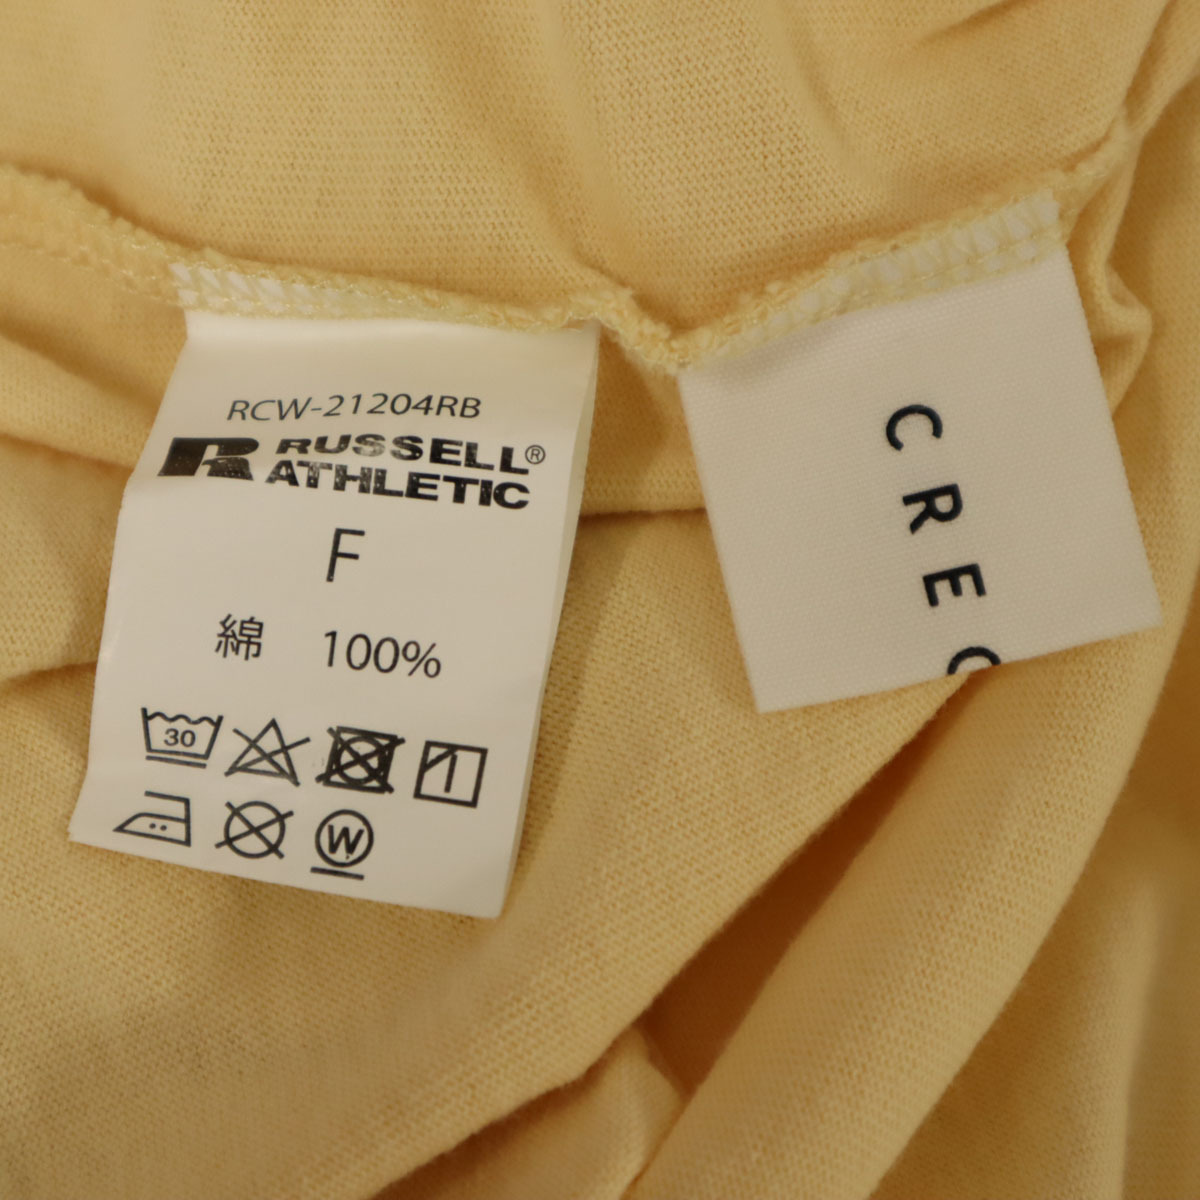 RCW-21204RB
RUSSELL®
ATHLETIC
F
綿 100%
30
W
CREC